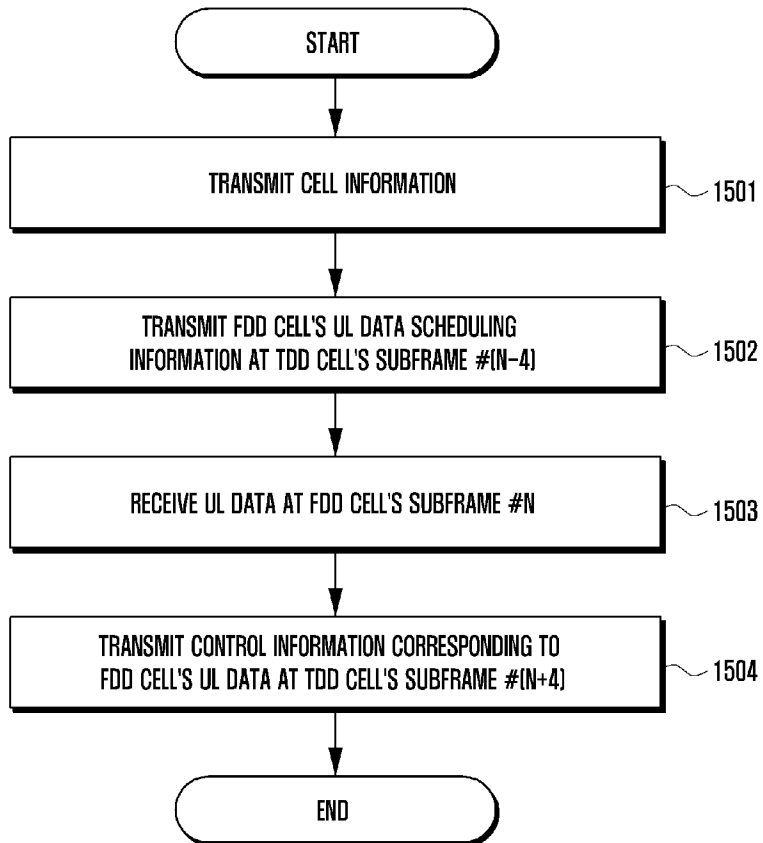 START
TRANSMIT CELL INFORMATION
1501
TRANSMIT FDD CELL'S UL DATA SCHEDULING
INFORMATION AT TDD CELL'S SUBFRAME #(N-4)
1502
RECEIVE UL DATA AT FDD CELL'S SUBFRAME #N
1503
TRANSMIT CONTROL INFORMATION CORRESPONDING TO
FDD CELL'S UL DATA AT TDD CELL'S SUBFRAME #(N+4)
1504
END